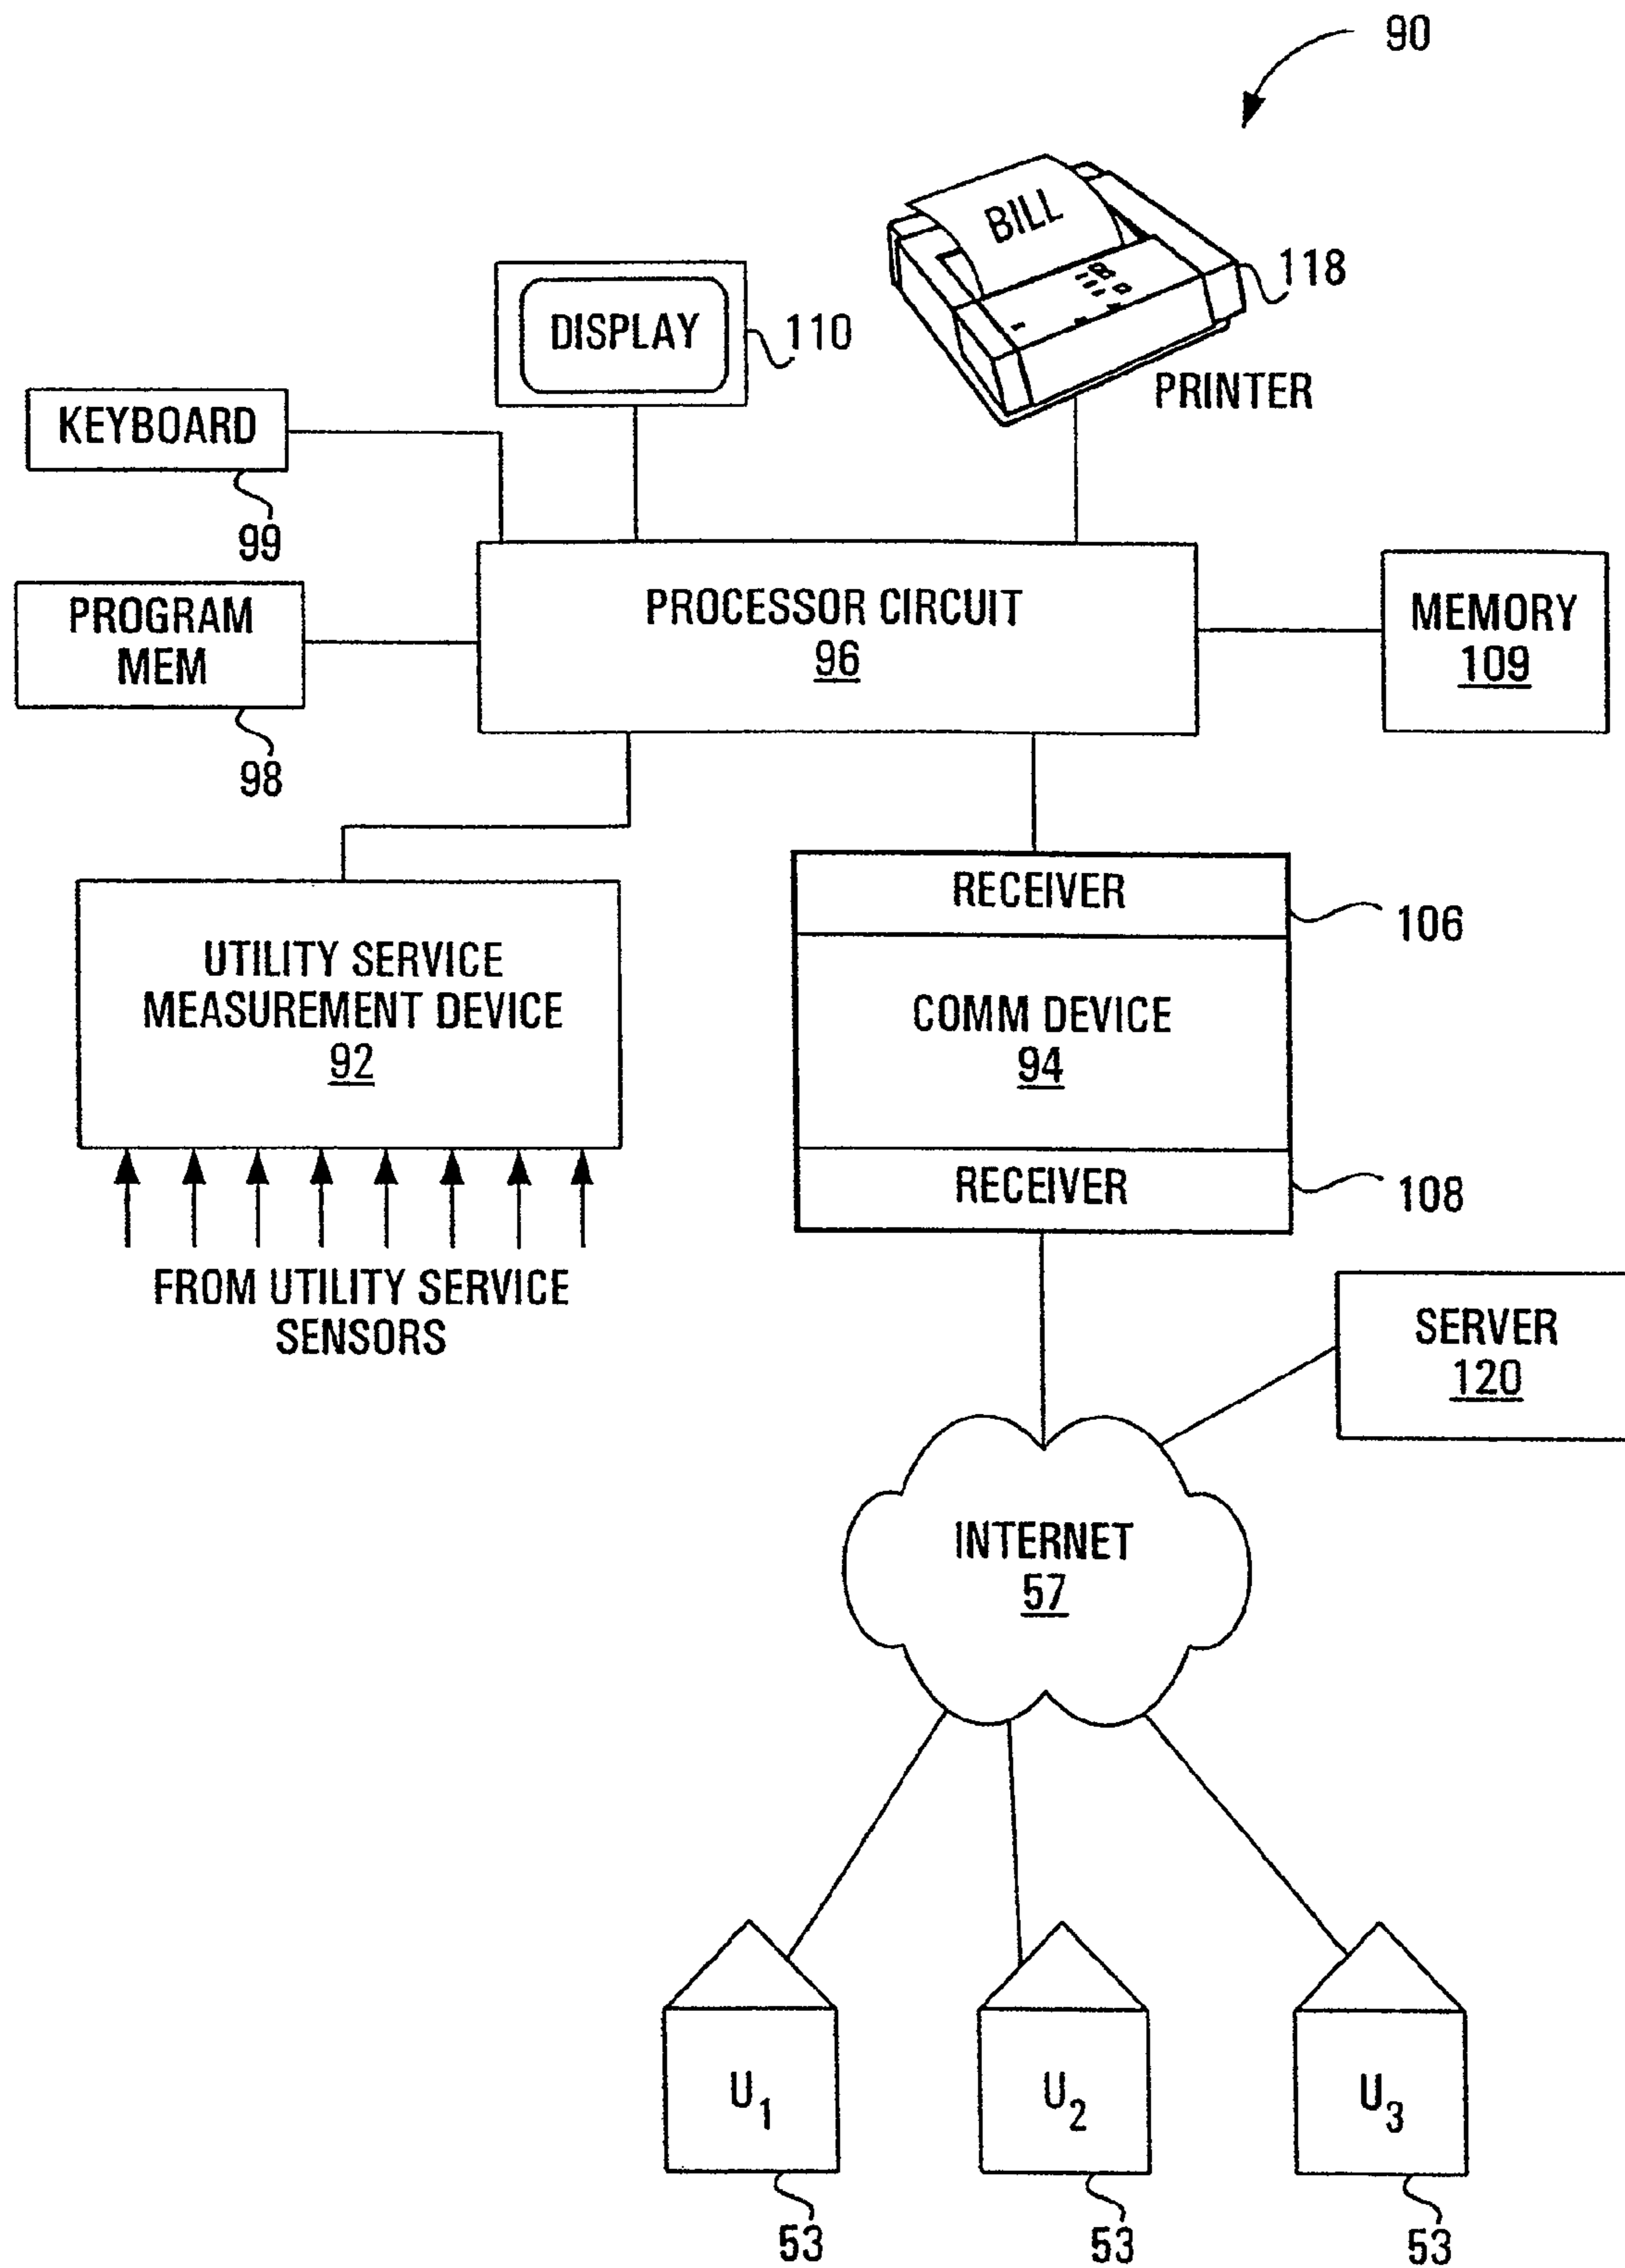 90
BILL
118
PRINTER
DISPLAY
110
KEYBOARD
99
PROGRAM
MEM
98
PROCESSOR CIRCUIT
96
MEMORY
109
UTILITY SERVICE
MEASUREMENT DEVICE
92
FROM UTILITY SERVICE
SENSORS
RECEIVER
106
COMM DEVICE
94
RECEIVER
108
SERVER
120
INTERNET
57
U1
U2
U3
53
53
53